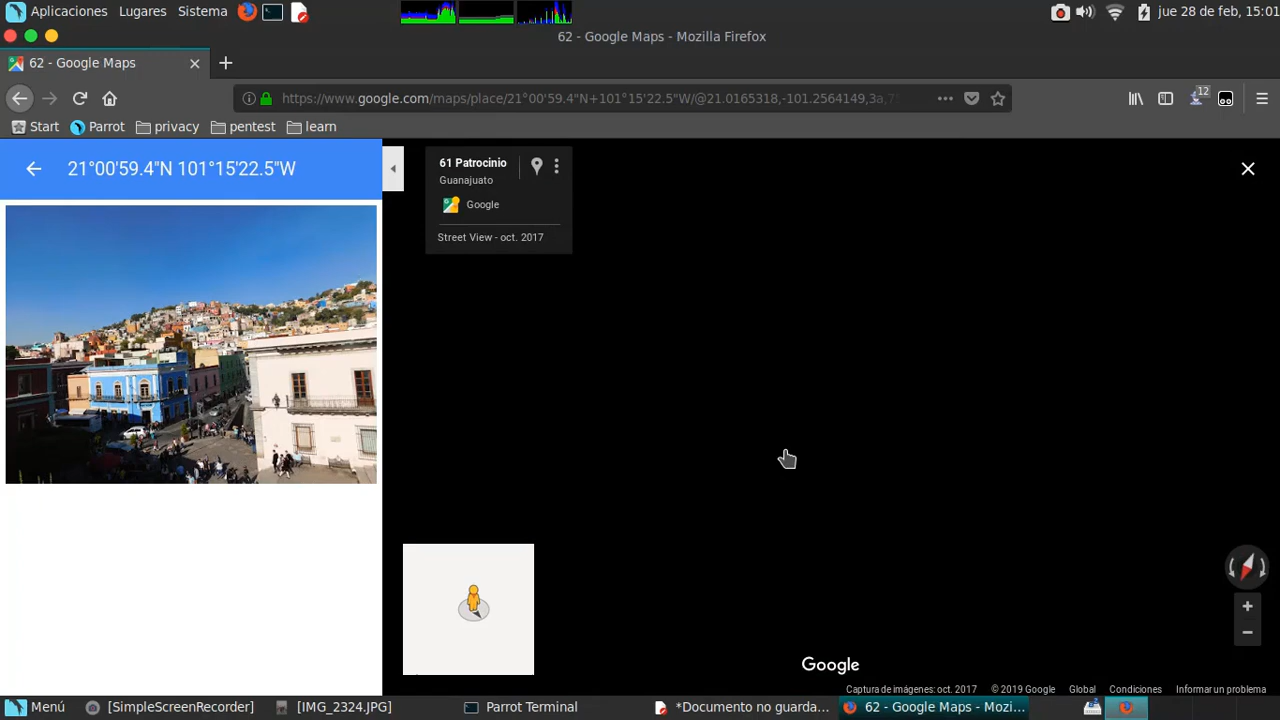 Aplicaciones Lugares Sistema jue 28 de feb, 15:01
62 - Google Maps - Mozilla Firefox
62 - Google Maps
https://www.google.com/maps/place/21°00'59.4"N+101°15'22.5"W/@21.0165318,-101.2564149,3a,7
12
Start Parrot privacy pentest learn
21°00'59.4"N 101°15'22.5"W
61 Patrocinio
Guanajuato
Google
Street View - oct. 2017
Google
Captura de imágenes: oct. 2017 © 2019 Google Global Condiciones Informar un problema
Menú [SimpleScreenRecorder] [IMG_2324.JPG] Parrot Terminal *Documento no guarda... 62 - Google Maps - Mozi...